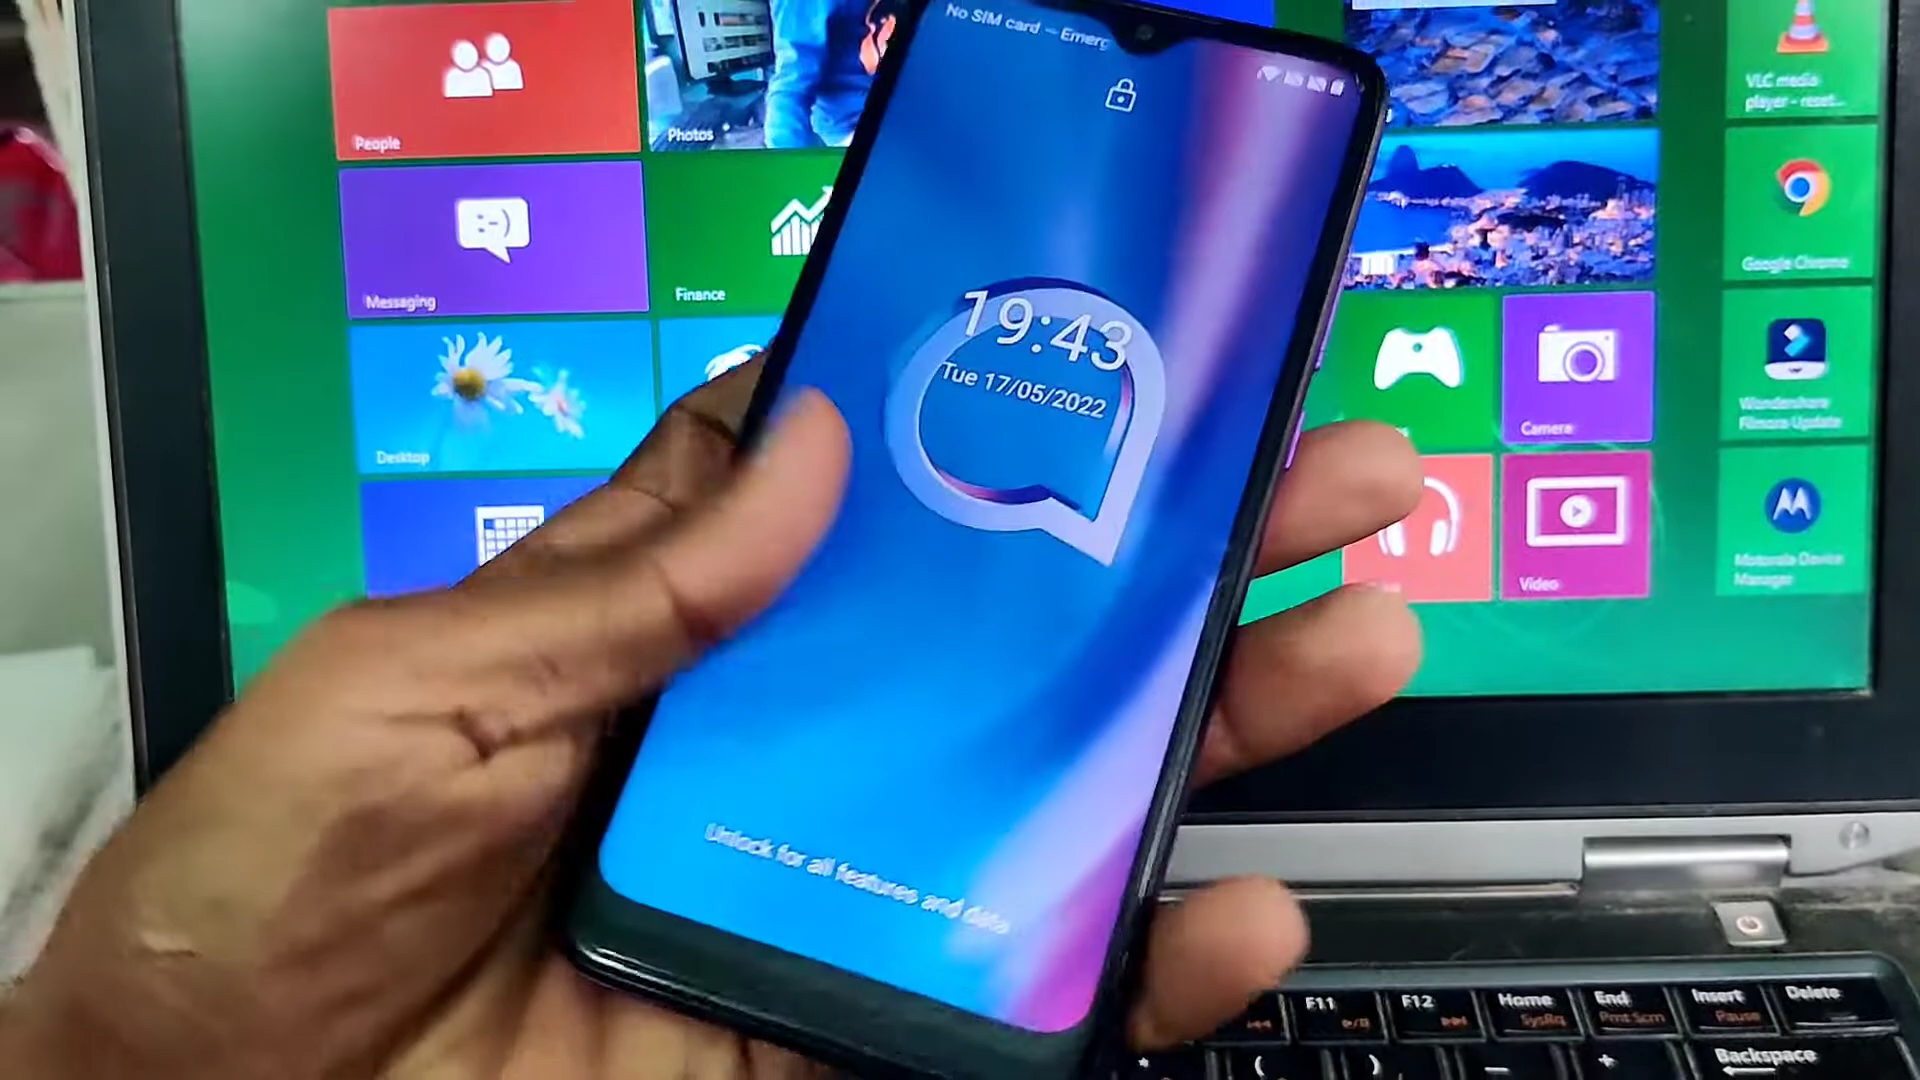 No SIM card — Emerg
19:43
Tue 17/05/2022
Unlock for all features and data
People
Photos
Messaging
Finance
Desktop
VLC media
player - reset...
Google Chrome
Wondershare
Filmora Update
Camera
Video
Motorola Device
Manager
F11
F12
Home
SysRq
End
Prnt Scrn
Insert
Pause
Delete
*
(
)
-
+
Backspace